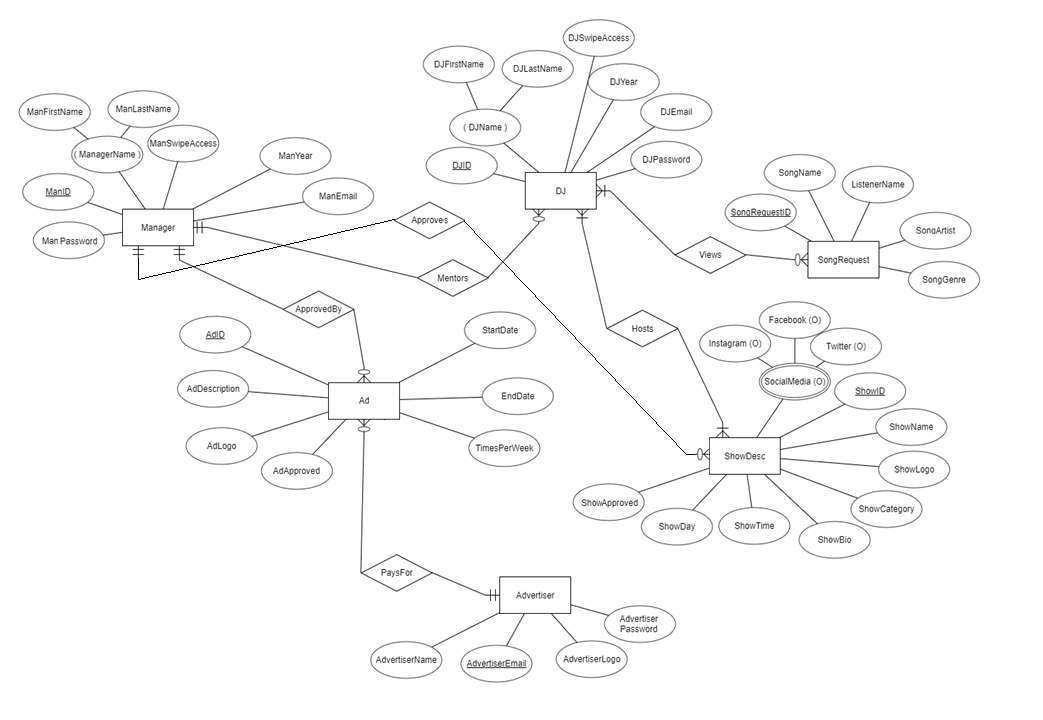 DJSwipeAccess
DJFirstName
DJLastName
DJYear
ManFirstName
ManLastName
DJEmail
( DJName )
ManSwipeAccess
( ManagerName )
ManYear
DJID
DJPassword
SongName
ListenerName
ManID
DJ
ManEmail
SongRequestID
Approves
Manager
SongArtist
Man Password
Views
SongRequest
Mentors
SongGenre
ApprovedBy
Facebook (O)
Hosts
StartDate
AdID
Instagram (O)
Twitter (O)
SocialMedia (O)
AdDescription
ShowID
EndDate
Ad
ShowName
AdLogo
TimesPerWeek
ShowDesc
AdApproved
ShowLogo
ShowApproved
ShowCategory
ShowDay
ShowTime
ShowBio
PaysFor
Advertiser
Advertiser
Password
AdvertiserName
AdvertiserEmail
AdvertiserLogo